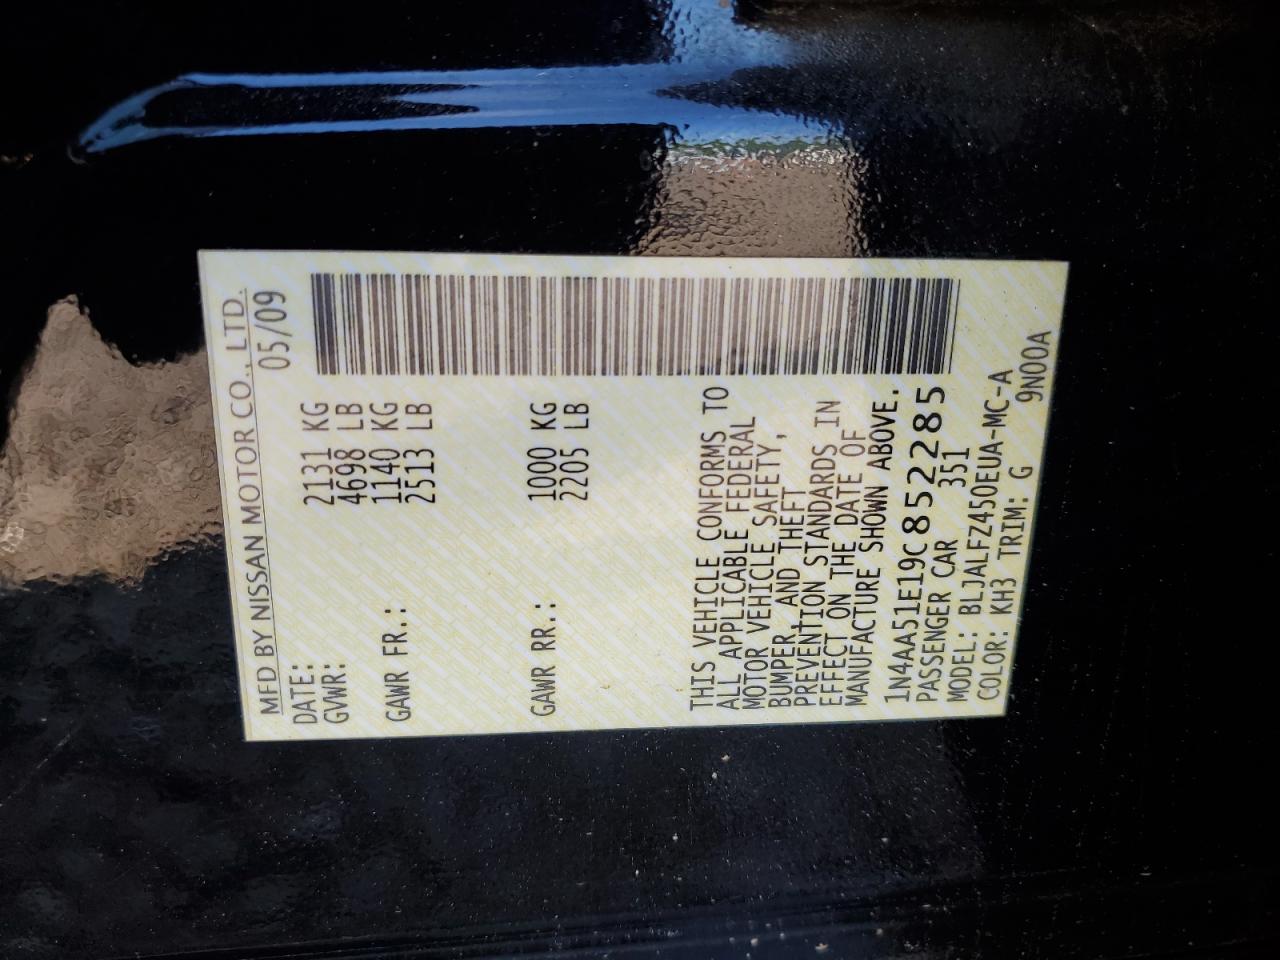 MFD BY NISSAN MOTOR CO., LTD.
DATE: 05/09
GVWR: 2131 KG
4698 LB
GAWR FR.: 1140 KG
2513 LB
GAWR RR.: 1000 KG
2205 LB
THIS VEHICLE CONFORMS TO
ALL APPLICABLE FEDERAL
MOTOR VEHICLE SAFETY,
BUMPER, AND THEFT
PREVENTION STANDARDS IN
EFFECT ON THE DATE OF
MANUFACTURE SHOWN ABOVE.
1N4AA51E19C852285
PASSENGER CAR 351
MODEL: BLJALFZ450EUA-MC-A
COLOR: KH3 TRIM: G 9N00A